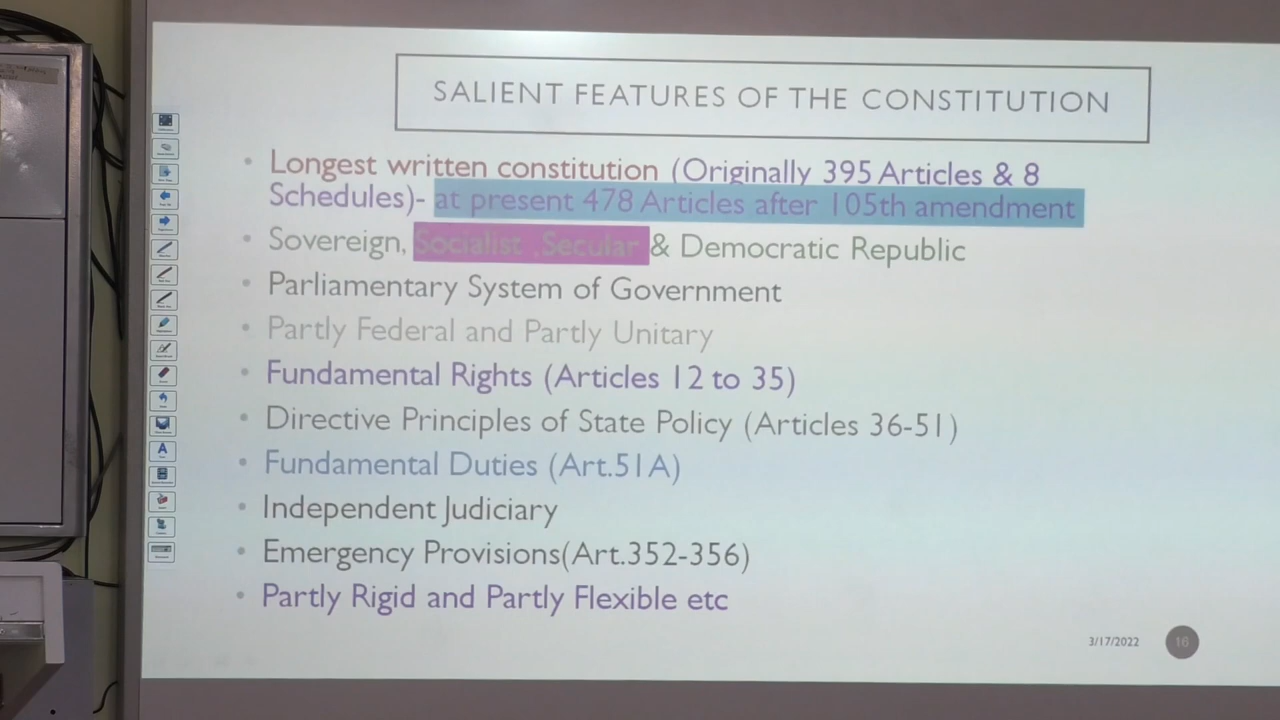 SALIENT FEATURES OF THE CONSTITUTION
• Longest written constitution (Originally 395 Articles & 8
Schedules)- at present 478 Articles after 105th amendment
• Sovereign, Socialist ,Secular & Democratic Republic
• Parliamentary System of Government
• Partly Federal and Partly Unitary
• Fundamental Rights (Articles 12 to 35)
• Directive Principles of State Policy (Articles 36-51)
• Fundamental Duties (Art.51A)
• Independent Judiciary
• Emergency Provisions(Art.352-356)
• Partly Rigid and Partly Flexible etc
3/17/2022
16